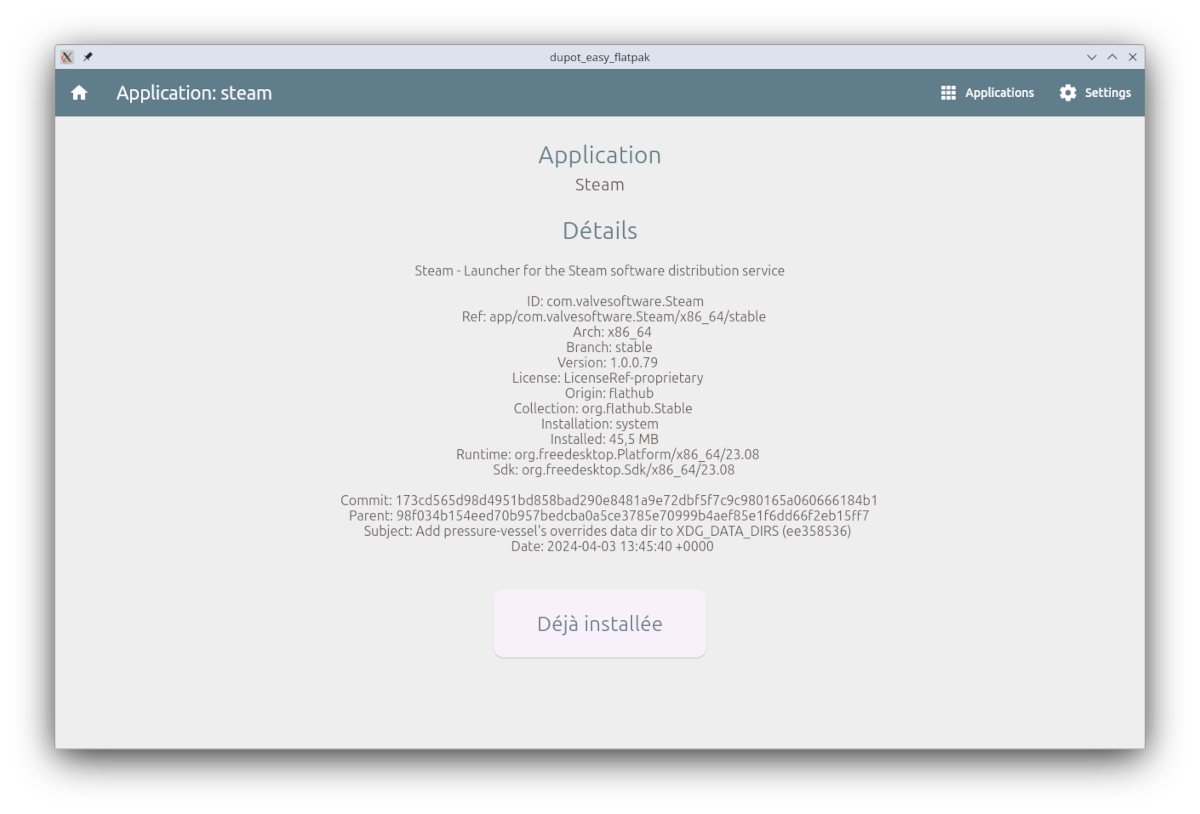 dupot_easy_flatpak
Application: steam
Applications
Settings
Application
Steam
Détails
Steam - Launcher for the Steam software distribution service
ID: com.valvesoftware.Steam
Ref: app/com.valvesoftware.Steam/x86_64/stable
Arch: x86_64
Branch: stable
Version: 1.0.0.79
License: LicenseRef-proprietary
Origin: flathub
Collection: org.flathub.Stable
Installation: system
Installed: 45,5 MB
Runtime: org.freedesktop.Platform/x86_64/23.08
Sdk: org.freedesktop.Sdk/x86_64/23.08
Commit: 173cd565d98d4951bd858bad290e8481a9e72dbf5f7c9c980165a060666184b1
Parent: 98f034b154eed70b957bedcba0a5ce3785e70999b4aef85e1f6dd66f2eb15ff7
Subject: Add pressure-vessel's overrides data dir to XDG_DATA_DIRS (ee358536)
Date: 2024-04-03 13:45:40 +0000
Déjà installée